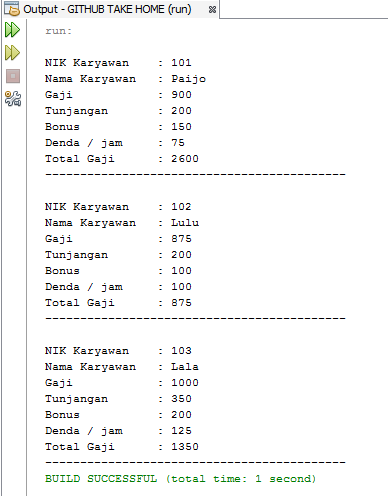 Output - GITHUB TAKE HOME (run)
run:
NIK Karyawan : 101
Nama Karyawan : Paijo
Gaji : 900
Tunjangan : 200
Bonus : 150
Denda / jam : 75
Total Gaji : 2600
-------------------------------------------
NIK Karyawan : 102
Nama Karyawan : Lulu
Gaji : 875
Tunjangan : 200
Bonus : 100
Denda / jam : 100
Total Gaji : 875
-------------------------------------------
NIK Karyawan : 103
Nama Karyawan : Lala
Gaji : 1000
Tunjangan : 350
Bonus : 200
Denda / jam : 125
Total Gaji : 1350
-------------------------------------------
BUILD SUCCESSFUL (total time: 1 second)